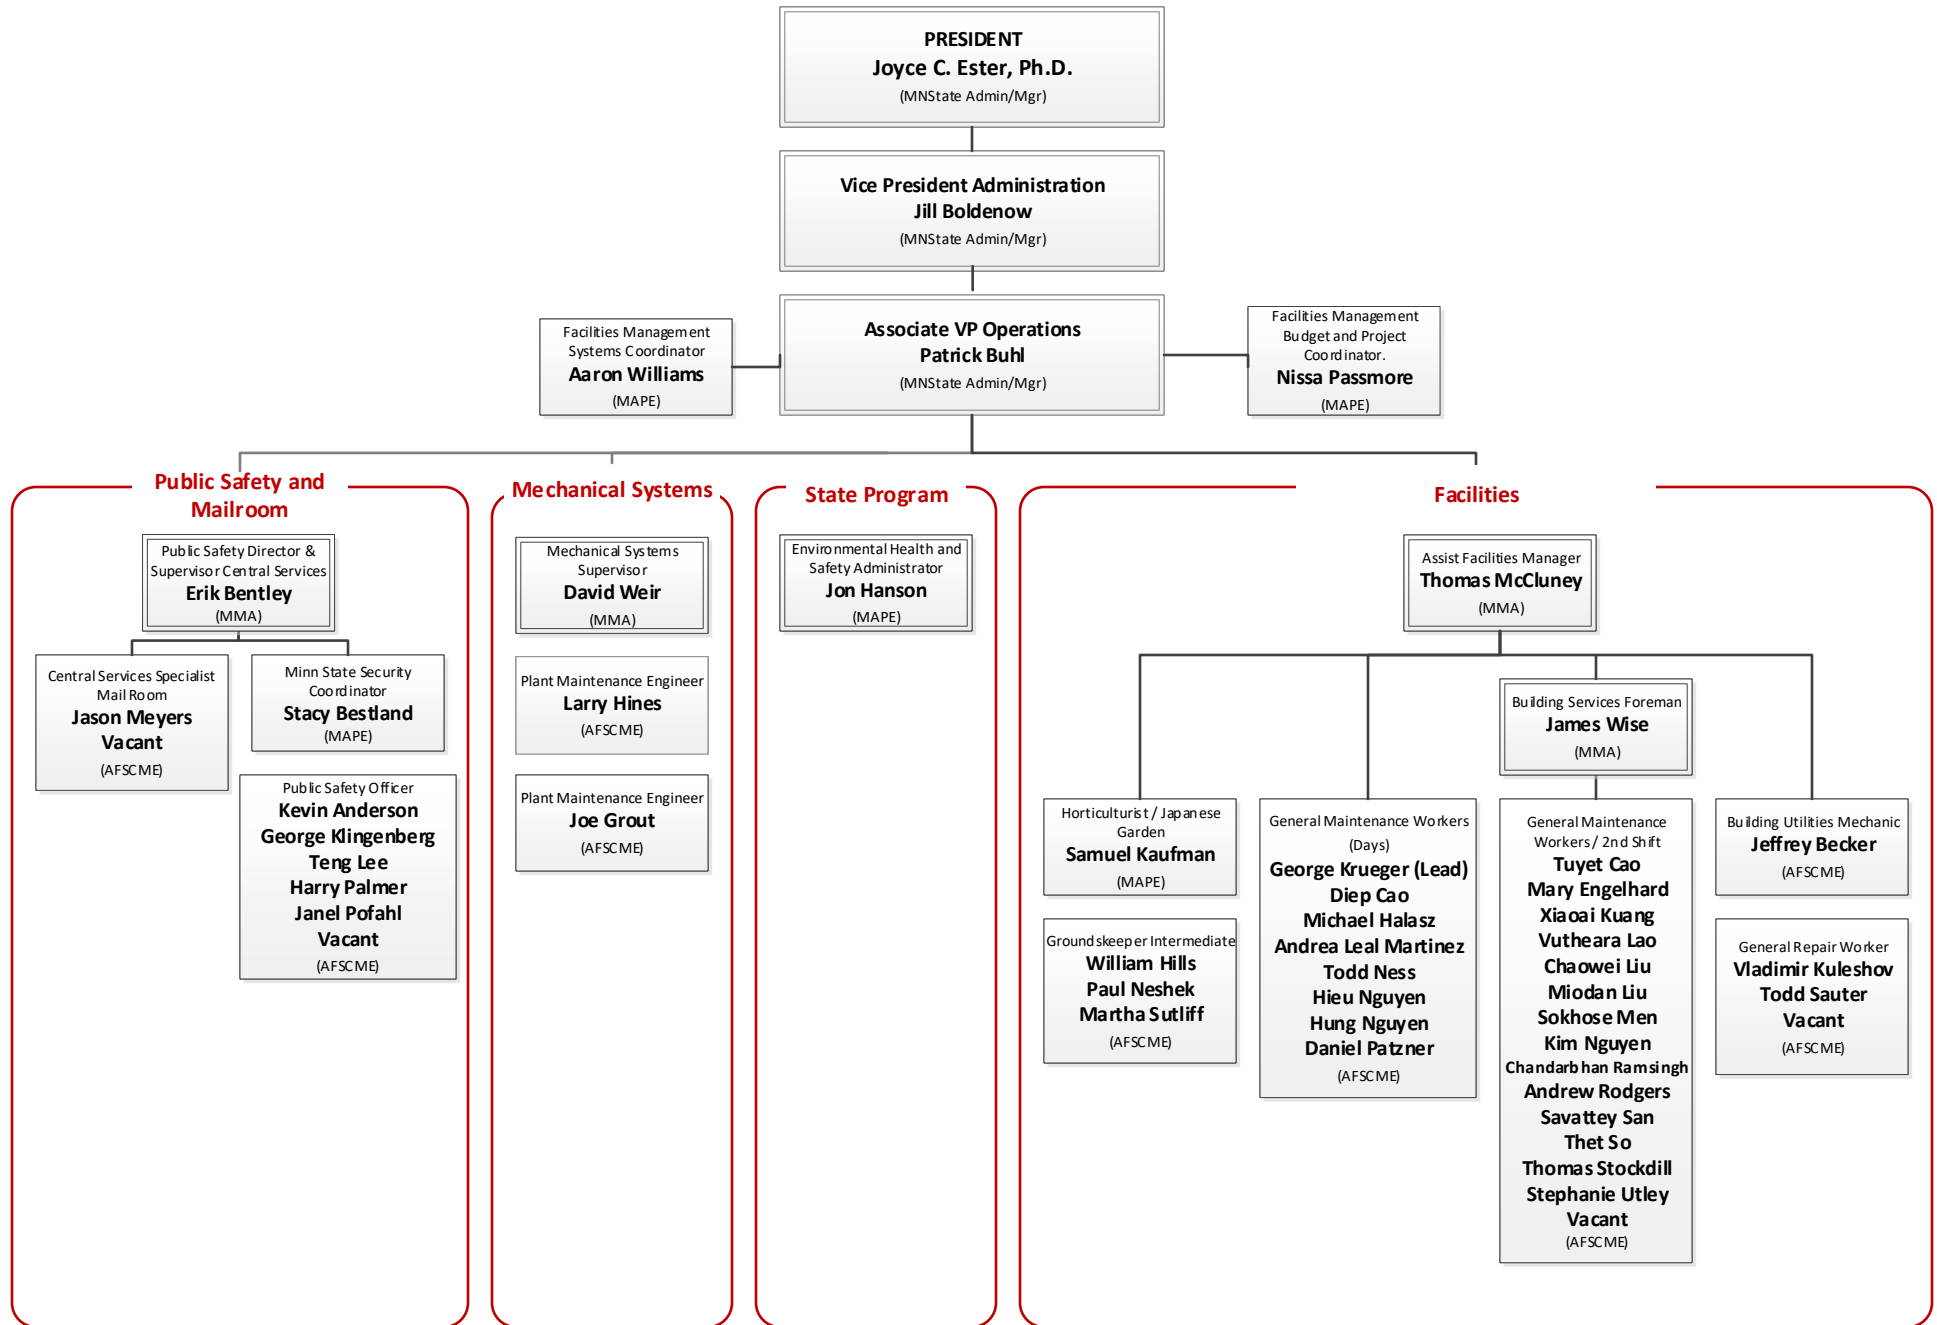 PRESIDENT
Joyce C. Ester, Ph.D.
(MNState Admin/Mgr)
Vice President Administration
Jill Boldenow
(MNState Admin/Mgr)
Associate VP Operations
Patrick Buhl
(MNState Admin/Mgr)
Facilities Management
Systems Coordinator
Aaron Williams
(MAPE)
Facilities Management
Budget and Project
Coordinator.
Nissa Passmore
(MAPE)
Public Safety and
Mailroom
Public Safety Director &
Supervisor Central Services
Erik Bentley
(MMA)
Central Services Specialist
Mail Room
Jason Meyers
Vacant
(AFSCME)
Minn State Security
Coordinator
Stacy Bestland
(MAPE)
Public Safety Officer
Kevin Anderson
George Klingenberg
Teng Lee
Harry Palmer
Janel Pofahl
Vacant
(AFSCME)
Mechanical Systems
Mechanical Systems
Supervisor
David Weir
(MMA)
Plant Maintenance Engineer
Larry Hines
(AFSCME)
Plant Maintenance Engineer
Joe Grout
(AFSCME)
State Program
Environmental Health and
Safety Administrator
Jon Hanson
(MAPE)
Facilities
Assist Facilities Manager
Thomas McCluney
(MMA)
Building Services Foreman
James Wise
(MMA)
Horticulturist / Japanese
Garden
Samuel Kaufman
(MAPE)
Groundskeeper Intermediate
William Hills
Paul Neshek
Martha Sutliff
(AFSCME)
General Maintenance Workers
(Days)
George Krueger (Lead)
Diep Cao
Michael Halasz
Andrea Leal Martinez
Todd Ness
Hieu Nguyen
Hung Nguyen
Daniel Patzner
(AFSCME)
General Maintenance
Workers / 2nd Shift
Tuyet Cao
Mary Engelhard
Xiaoai Kuang
Vutheara Lao
Chaowei Liu
Miodan Liu
Sokhose Men
Kim Nguyen
Chandarbhan Ramsingh
Andrew Rodgers
Savattey San
Thet So
Thomas Stockdill
Stephanie Utley
Vacant
(AFSCME)
Building Utilities Mechanic
Jeffrey Becker
(AFSCME)
General Repair Worker
Vladimir Kuleshov
Todd Sauter
Vacant
(AFSCME)